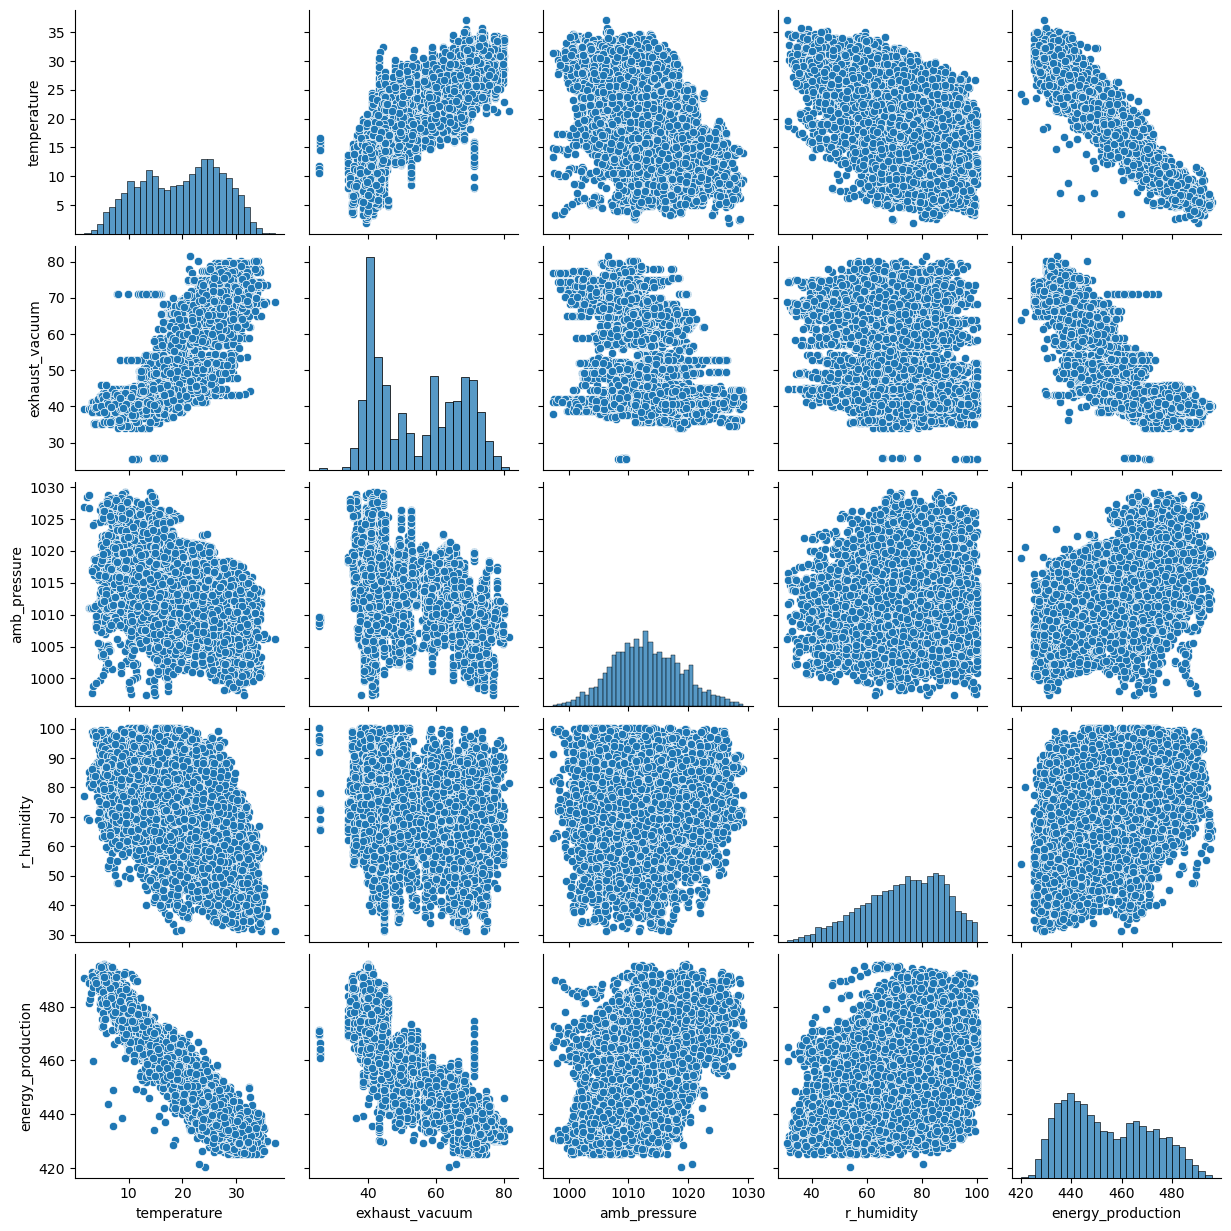 35
30
25
20
15
10
5
temperature
80
70
60
50
40
30
exhaust_vacuum
1030
1025
1020
1015
1010
1005
1000
amb_pressure
100
90
80
70
60
50
40
30
r_humidity
480
460
440
420
energy_production
10 20 30
40 60 80
1000 1010 1020 1030
40 60 80 100
420 440 460 480
temperature
exhaust_vacuum
amb_pressure
r_humidity
energy_production